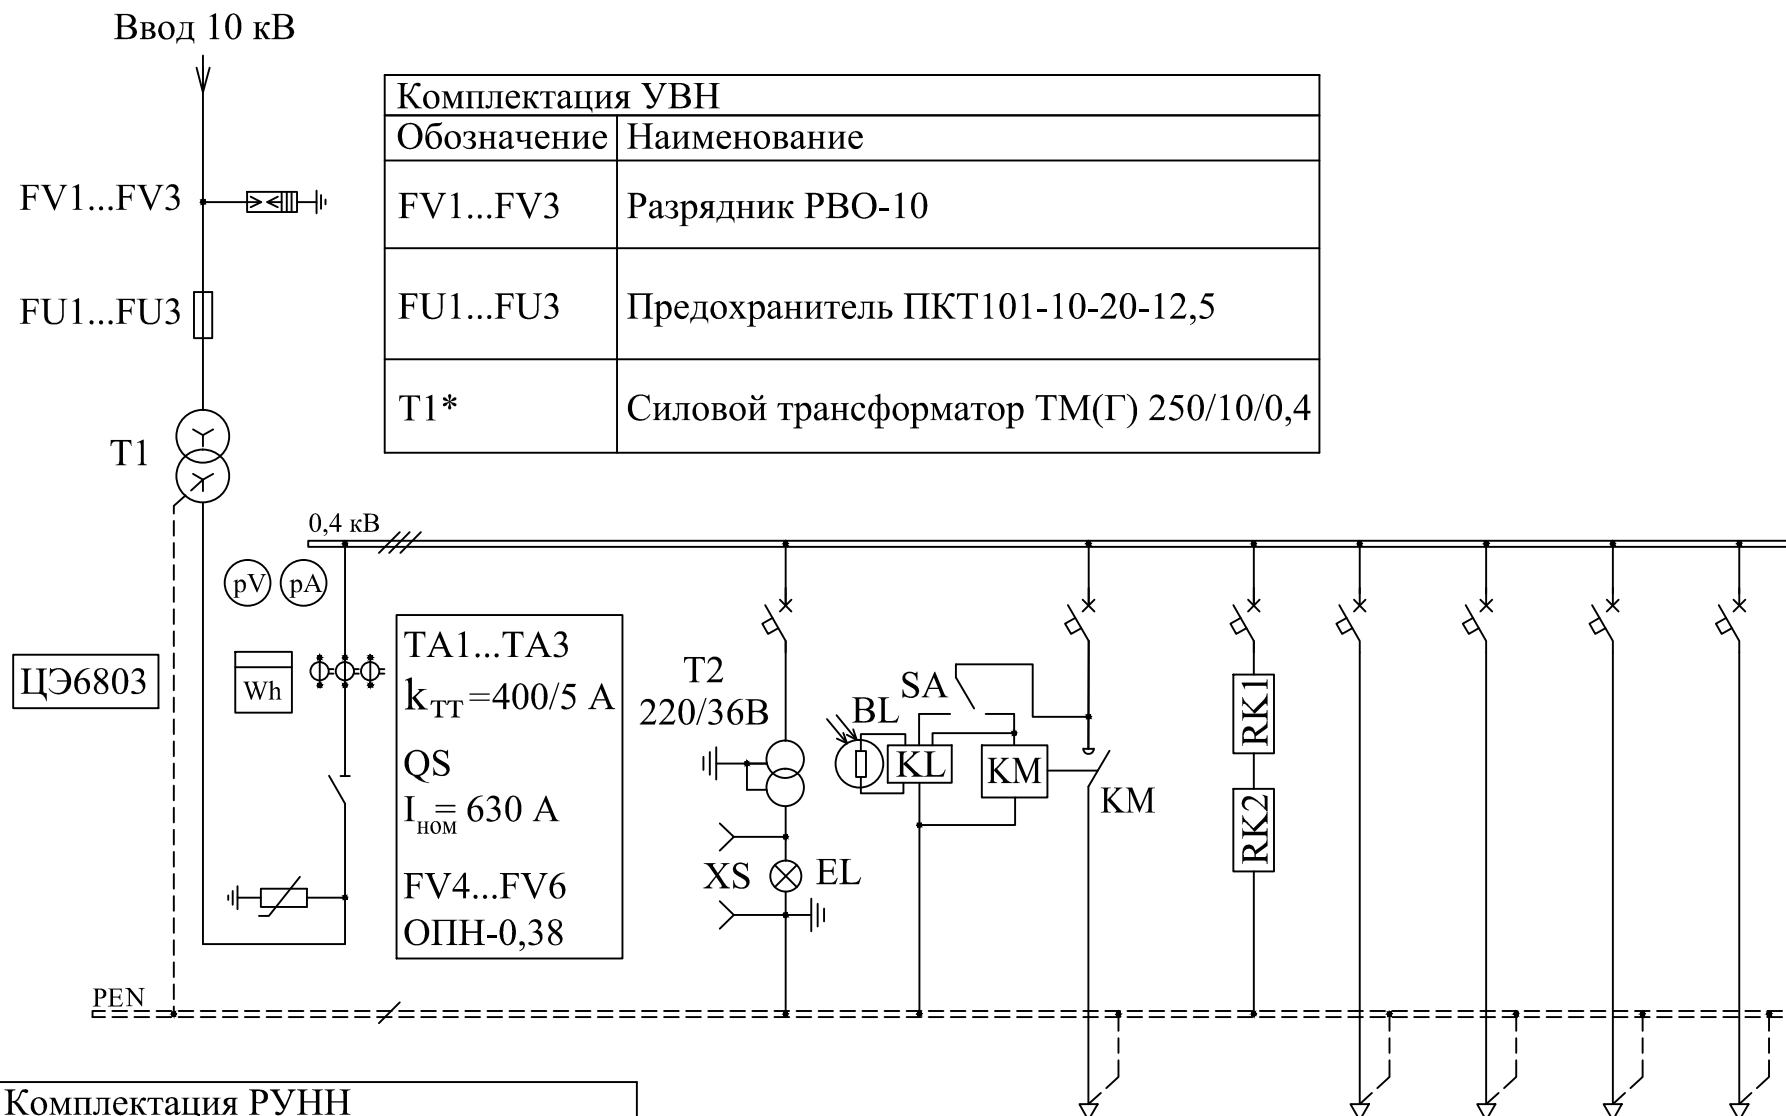 Ввод 10 кВ
Комплектация УВН
Обозначение Наименование
FV1...FV3 Разрядник РВО-10
FU1...FU3 Предохранитель ПКТ101-10-20-12,5
T1* Силовой трансформатор ТМ(Г) 250/10/0,4
FV1...FV3
FU1...FU3
T1
0,4 кВ
pV pA
ЦЭ6803
Wh
TA1...TA3
kТТ=400/5 А
QS
Iном= 630 А
FV4...FV6
ОПН-0,38
T2
220/36В
XS
EL
SA
BL
KL
KM
KM
RK1
RK2
PEN
Комплектация РУНН